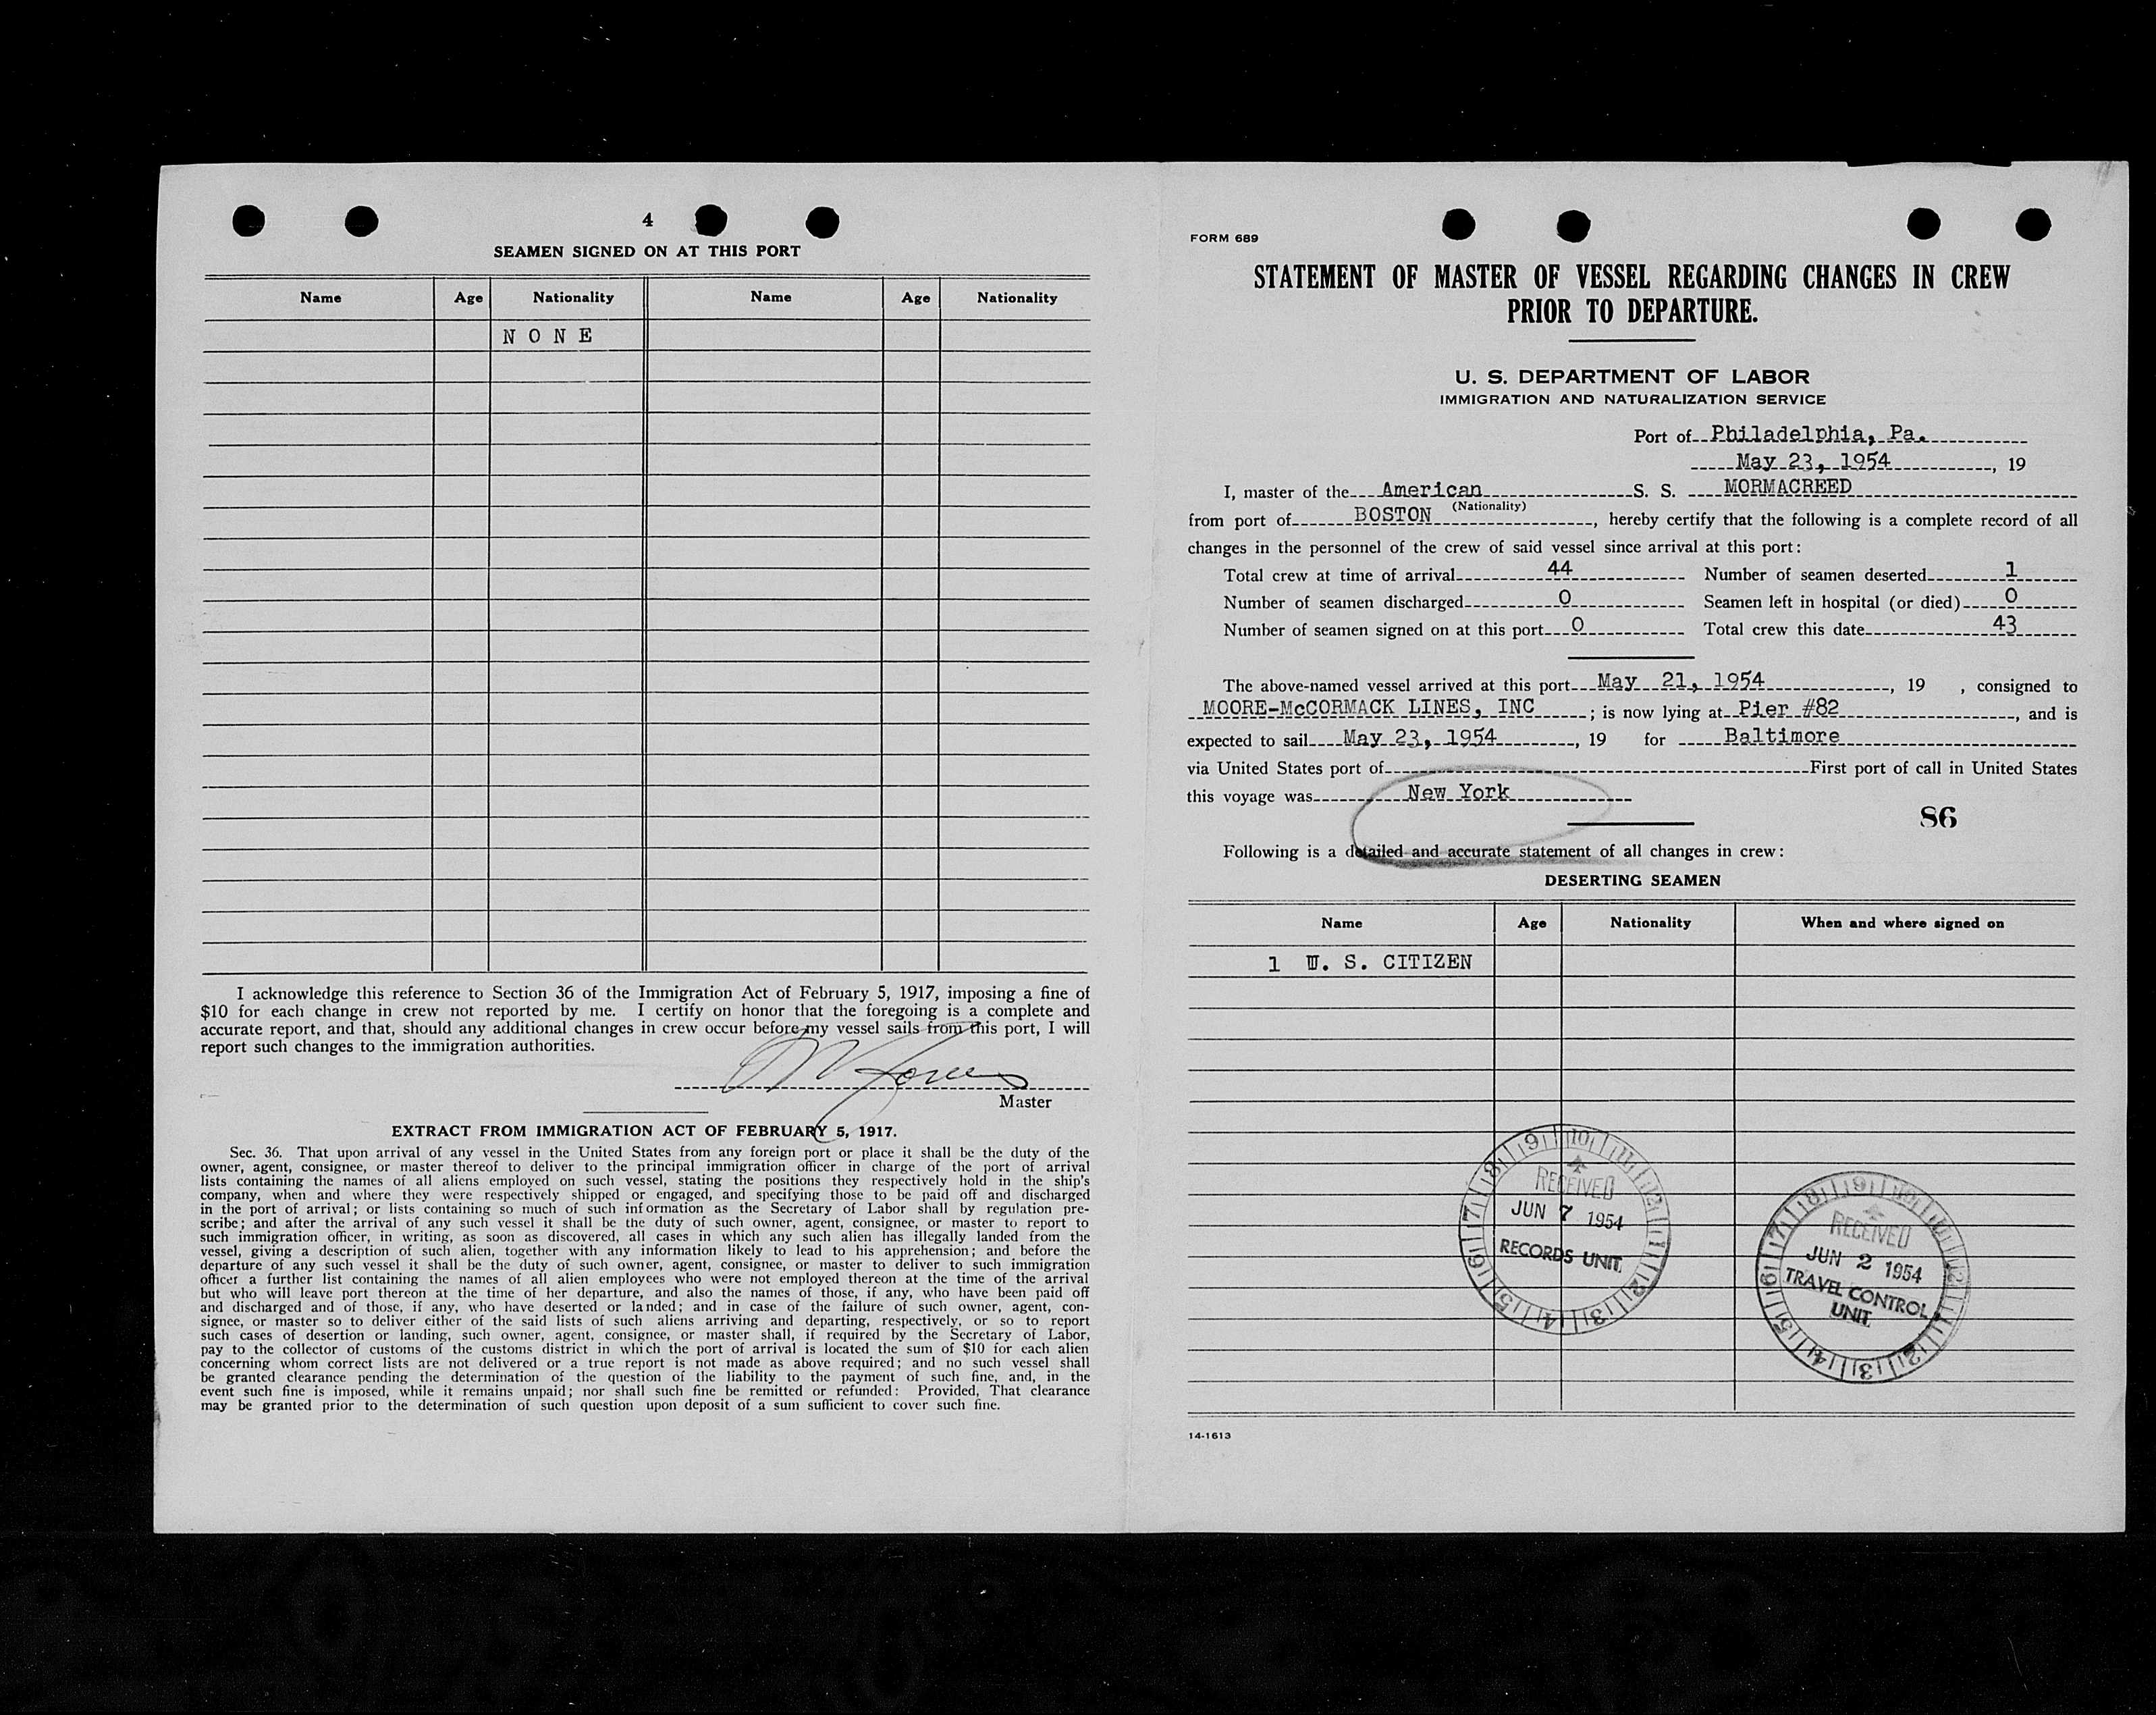 4
SEAMEN SIGNED ON AT THIS PORT
Name Age Nationality Name Age Nationality
N O N E
I acknowledge this reference to Section 36 of the Immigration Act of February 5, 1917, imposing a fine of
$10 for each change in crew not reported by me. I certify on honor that the foregoing is a complete and
accurate report, and that, should any additional changes in crew occur before my vessel sails from this port, I will
report such changes to the immigration authorities.
Master
EXTRACT FROM IMMIGRATION ACT OF FEBRUARY 5, 1917.
Sec. 36. That upon arrival of any vessel in the United States from any foreign port or place it shall be the duty of the
owner, agent, consignee, or master thereof to deliver to the principal immigration officer in charge of the port of arrival
lists containing the names of all aliens employed on such vessel, stating the positions they respectively hold in the ship's
company, when and where they were respectively shipped or engaged, and specifying those to be paid off and discharged
in the port of arrival; or lists containing so much of such information as the Secretary of Labor shall by regulation pre-
scribe; and after the arrival of any such vessel it shall be the duty of such owner, agent, consignee, or master to report to
such immigration officer, in writing, as soon as discovered, all cases in which any such alien has illegally landed from the
vessel, giving a description of such alien, together with any information likely to lead to his apprehension; and before the
departure of any such vessel it shall be the duty of such owner, agent, consignee, or master to deliver to such immigration
officer a further list containing the names of all alien employees who were not employed thereon at the time of the arrival
but who will leave port thereon at the time of her departure, and also the names of those, if any, who have been paid off
and discharged and of those, if any, who have deserted or landed; and in case of the failure of such owner, agent, con-
signee, or master so to deliver either of the said lists of such aliens arriving and departing, respectively, or so to report
such cases of desertion or landing, such owner, agent, consignee, or master shall, if required by the Secretary of Labor,
pay to the collector of customs of the customs district in which the port of arrival is located the sum of $10 for each alien
concerning whom correct lists are not delivered or a true report is not made as above required; and no such vessel shall
be granted clearance pending the determination of the question of the liability to the payment of such fine, and, in the
event such fine is imposed, while it remains unpaid; nor shall such fine be remitted or refunded: Provided, That clearance
may be granted prior to the determination of such question upon deposit of a sum sufficient to cover such fine.
FORM 689
STATEMENT OF MASTER OF VESSEL REGARDING CHANGES IN CREW
PRIOR TO DEPARTURE.
U. S. DEPARTMENT OF LABOR
IMMIGRATION AND NATURALIZATION SERVICE
Port of Philadelphia, Pa.
May 23, 1954, 19
I, master of the American S. S. MORMACREED
(Nationality)
from port of BOSTON, hereby certify that the following is a complete record of all
changes in the personnel of the crew of said vessel since arrival at this port:
Total crew at time of arrival 44 Number of seamen deserted 1
Number of seamen discharged 0 Seamen left in hospital (or died) 0
Number of seamen signed on at this port 0 Total crew this date 43
The above-named vessel arrived at this port May 21, 1954, 19 , consigned to
MOORE-McCORMACK LINES, INC; is now lying at Pier #82, and is
expected to sail May 23, 1954, 19 for Baltimore
via United States port of First port of call in United States
this voyage was New York
86
Following is a detailed and accurate statement of all changes in crew:
DESERTING SEAMEN
Name Age Nationality When and where signed on
1 U. S. CITIZEN
9 10 11 12 1 2 3 4 5 6 7 8
RECEIVED
JUN 7 1954
RECORDS UNIT
8 9 10 11 12 1 2 3 4 5 6 7
RECEIVED
JUN 2 1954
TRAVEL CONTROL
UNIT
14-1613